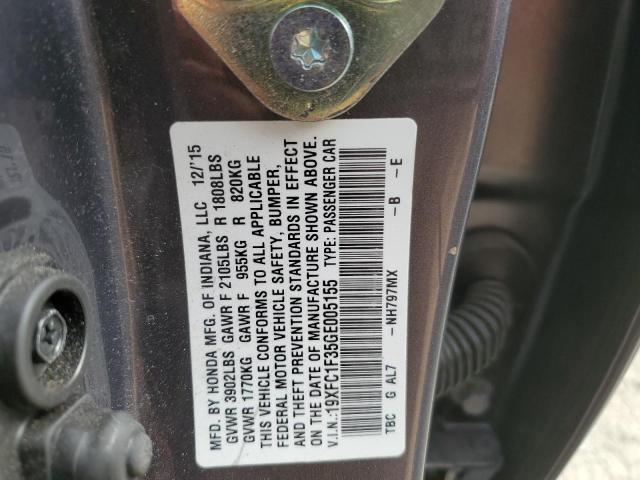 MFD. BY HONDA MFG. OF INDIANA, LLC 12/'15
GVWR 3902LBS GAWR F 2105LBS R 1808LBS
GVWR 1770KG GAWR F 955KG R 820KG
THIS VEHICLE CONFORMS TO ALL APPLICABLE
FEDERAL MOTOR VEHICLE SAFETY, BUMPER,
AND THEFT PREVENTION STANDARDS IN EFFECT
ON THE DATE OF MANUFACTURE SHOWN ABOVE.
V.I.N.:19XFC1F35GE005155 TYPE: PASSENGER CAR
TBC G AL7 -NH797MX -B -E